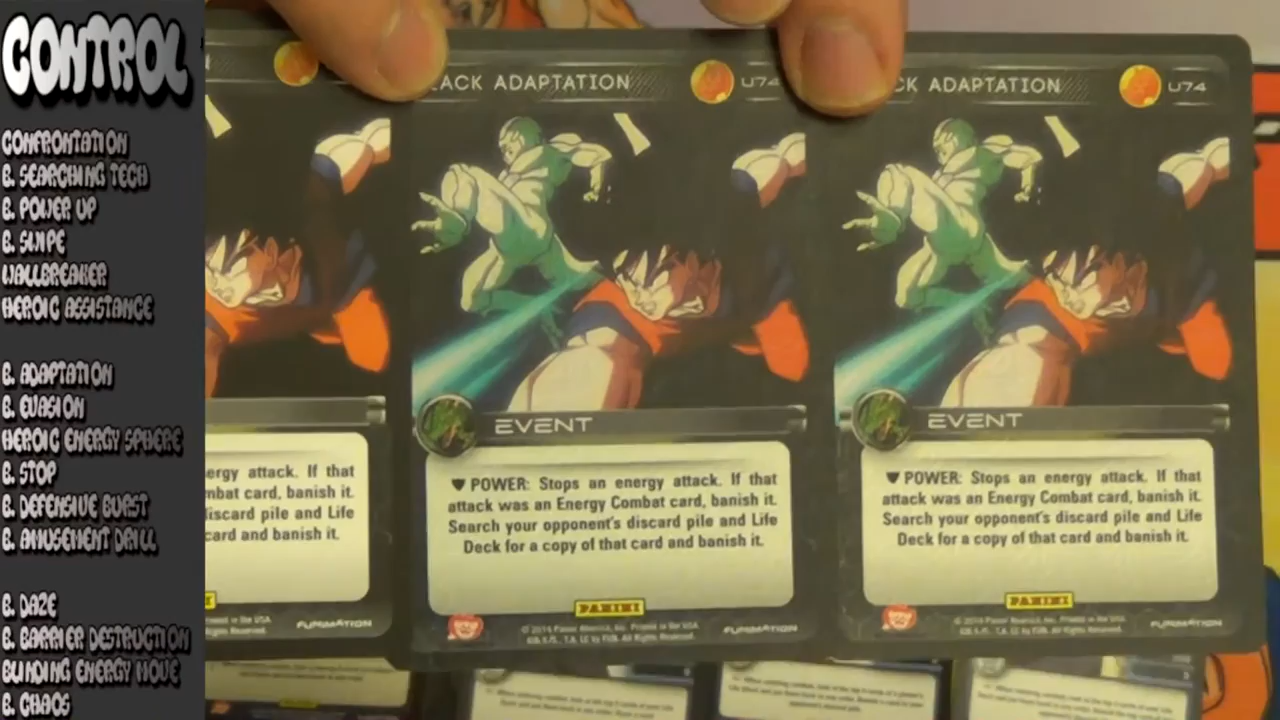 CONTROL
CONFRONTATION
B. SEARCHING TECH
B. POWER UP
B. SWIPE
WALLBREAKER
HEROIC ASSISTANCE
B. ADAPTATION
B. EVASION
HEROIC ENERGY SPHERE
B. STOP
B. DEFENSIVE BURST
B. AMUSEMENT DRILL
B. DAZE
B. BARRIER DESTRUCTION
BLINDING ENERGY MOVE
B. CHAOS
ergy attack. If that
mbat card, banish it.
discard pile and Life
card and banish it.
FUNIMATION
ACK ADAPTATION
U74
EVENT
▼ POWER: Stops an energy attack. If that
attack was an Energy Combat card, banish it.
Search your opponent's discard pile and Life
Deck for a copy of that card and banish it.
PANINI
FUNIMATION
CK ADAPTATION
U74
EVENT
▼ POWER: Stops an energy attack. If that
attack was an Energy Combat card, banish it.
Search your opponent's discard pile and Life
Deck for a copy of that card and banish it.
PANINI
FUNIMATION